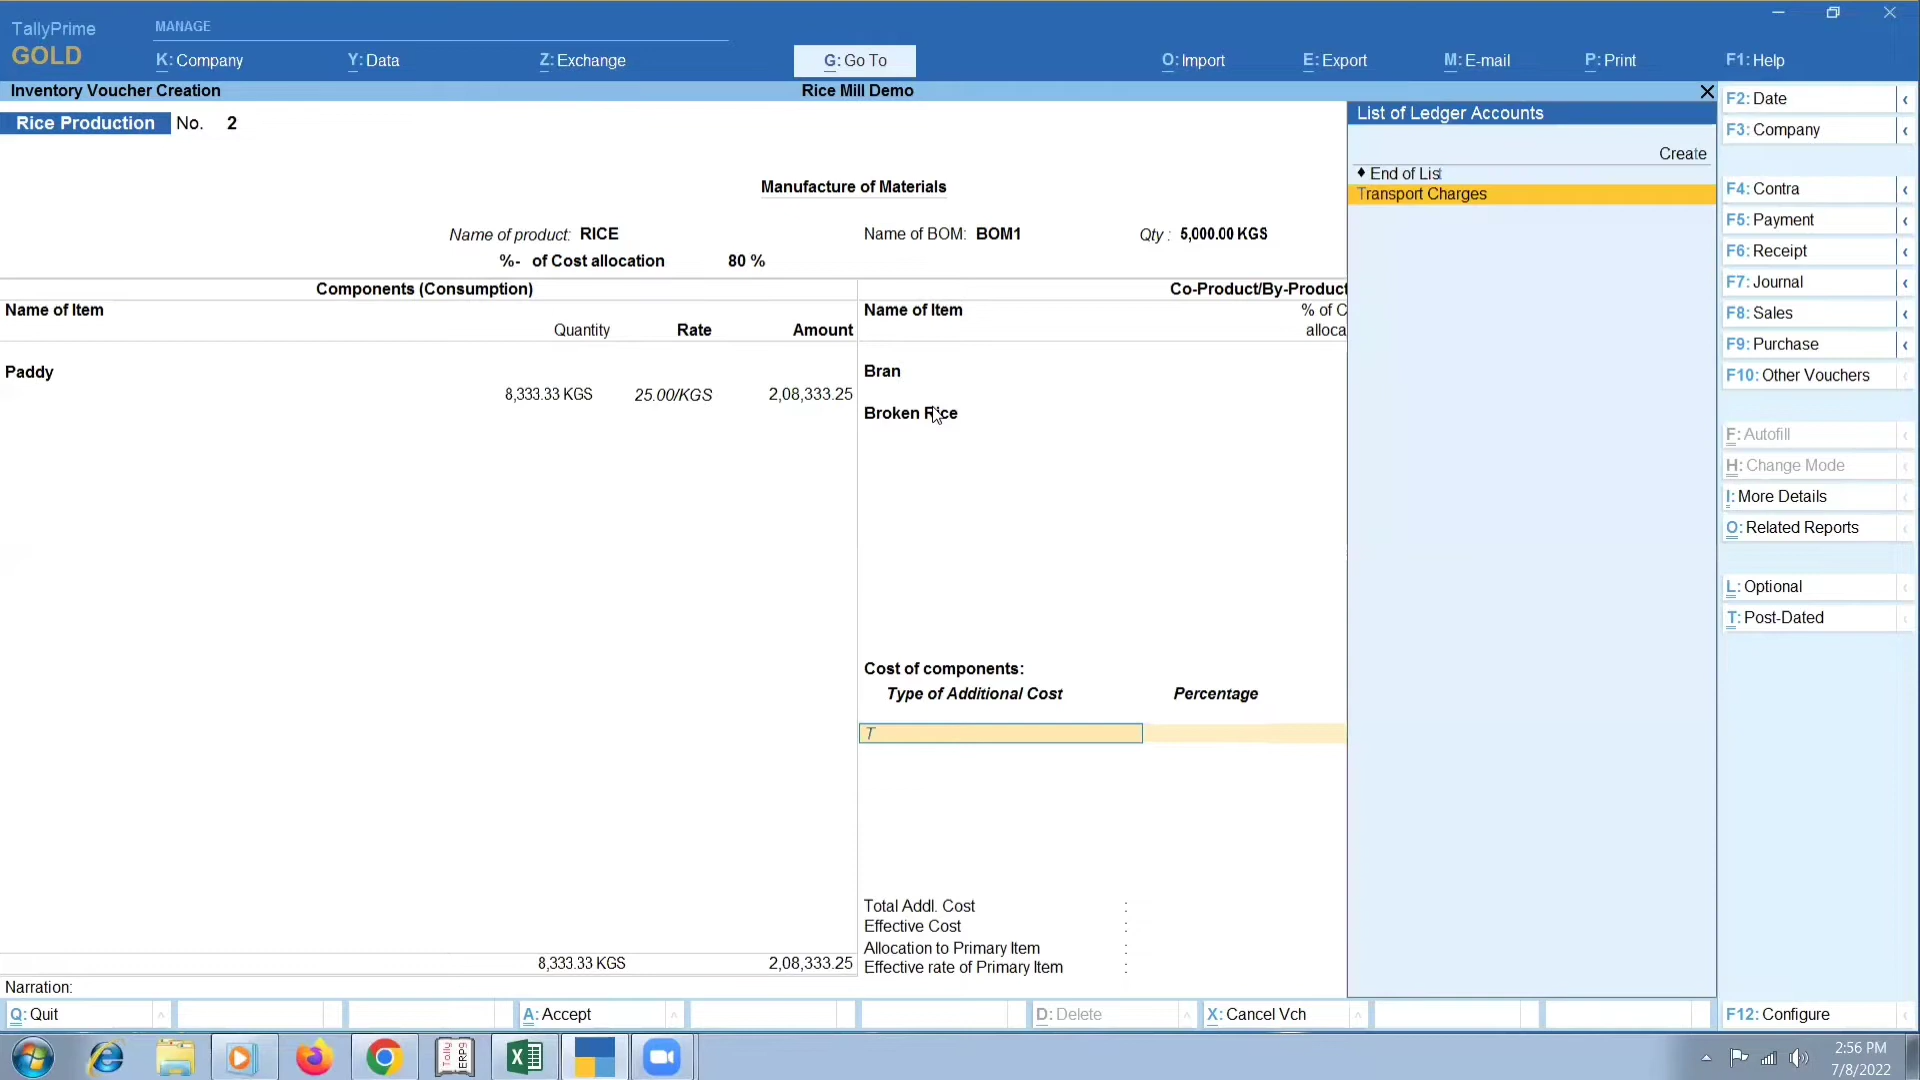 TallyPrime
GOLD
MANAGE
K: Company
Y: Data
Z: Exchange
G: Go To
O: Import
E: Export
M: E-mail
P: Print
F1: Help
Inventory Voucher Creation
Rice Mill Demo
Rice Production No. 2
Manufacture of Materials
Name of product: RICE
Name of BOM: BOM1
Qty : 5,000.00 KGS
%- of Cost allocation 80 %
Components (Consumption)
Name of Item
Quantity Rate Amount
Paddy
8,333.33 KGS 25.00/KGS 2,08,333.25
8,333.33 KGS 2,08,333.25
Co-Product/By-Product
Name of Item % of C
alloca
Bran
Broken Rice
Cost of components:
Type of Additional Cost Percentage
T
Total Addl. Cost :
Effective Cost :
Allocation to Primary Item :
Effective rate of Primary Item :
Narration:
List of Ledger Accounts
Create
♦ End of List
Transport Charges
F2: Date
F3: Company
F4: Contra
F5: Payment
F6: Receipt
F7: Journal
F8: Sales
F9: Purchase
F10: Other Vouchers
F: Autofill
H: Change Mode
I: More Details
O: Related Reports
L: Optional
T: Post-Dated
F12: Configure
Q: Quit
A: Accept
D: Delete
X: Cancel Vch
Tally
ERP9
2:56 PM
7/8/2022